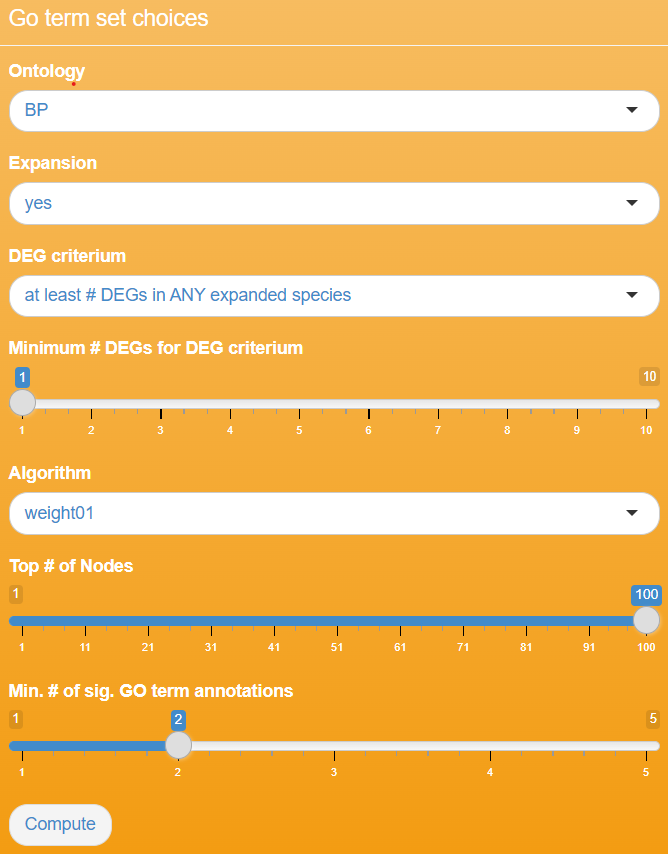 Go term set choices
Ontology
BP
Expansion
yes
DEG criterium
at least # DEGs in ANY expanded species
Minimum # DEGs for DEG criterium
1 10
1 2 3 4 5 6 7 8 9 10
Algorithm
weight01
Top # of Nodes
1 100
1 11 21 31 41 51 61 71 81 91 100
Min. # of sig. GO term annotations
1 2 5
1 2 3 4 5
Compute